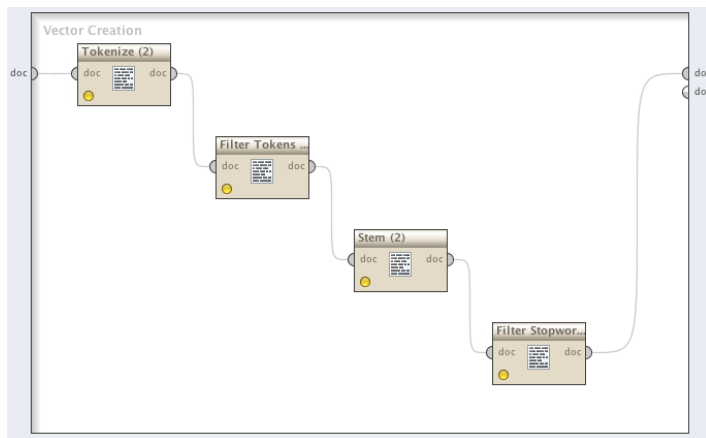 Vector Creation
Tokenize (2)
doc
doc
doc
do
do
Filter Tokens ...
doc
doc
Stem (2)
doc
doc
Filter Stopwor...
doc
doc